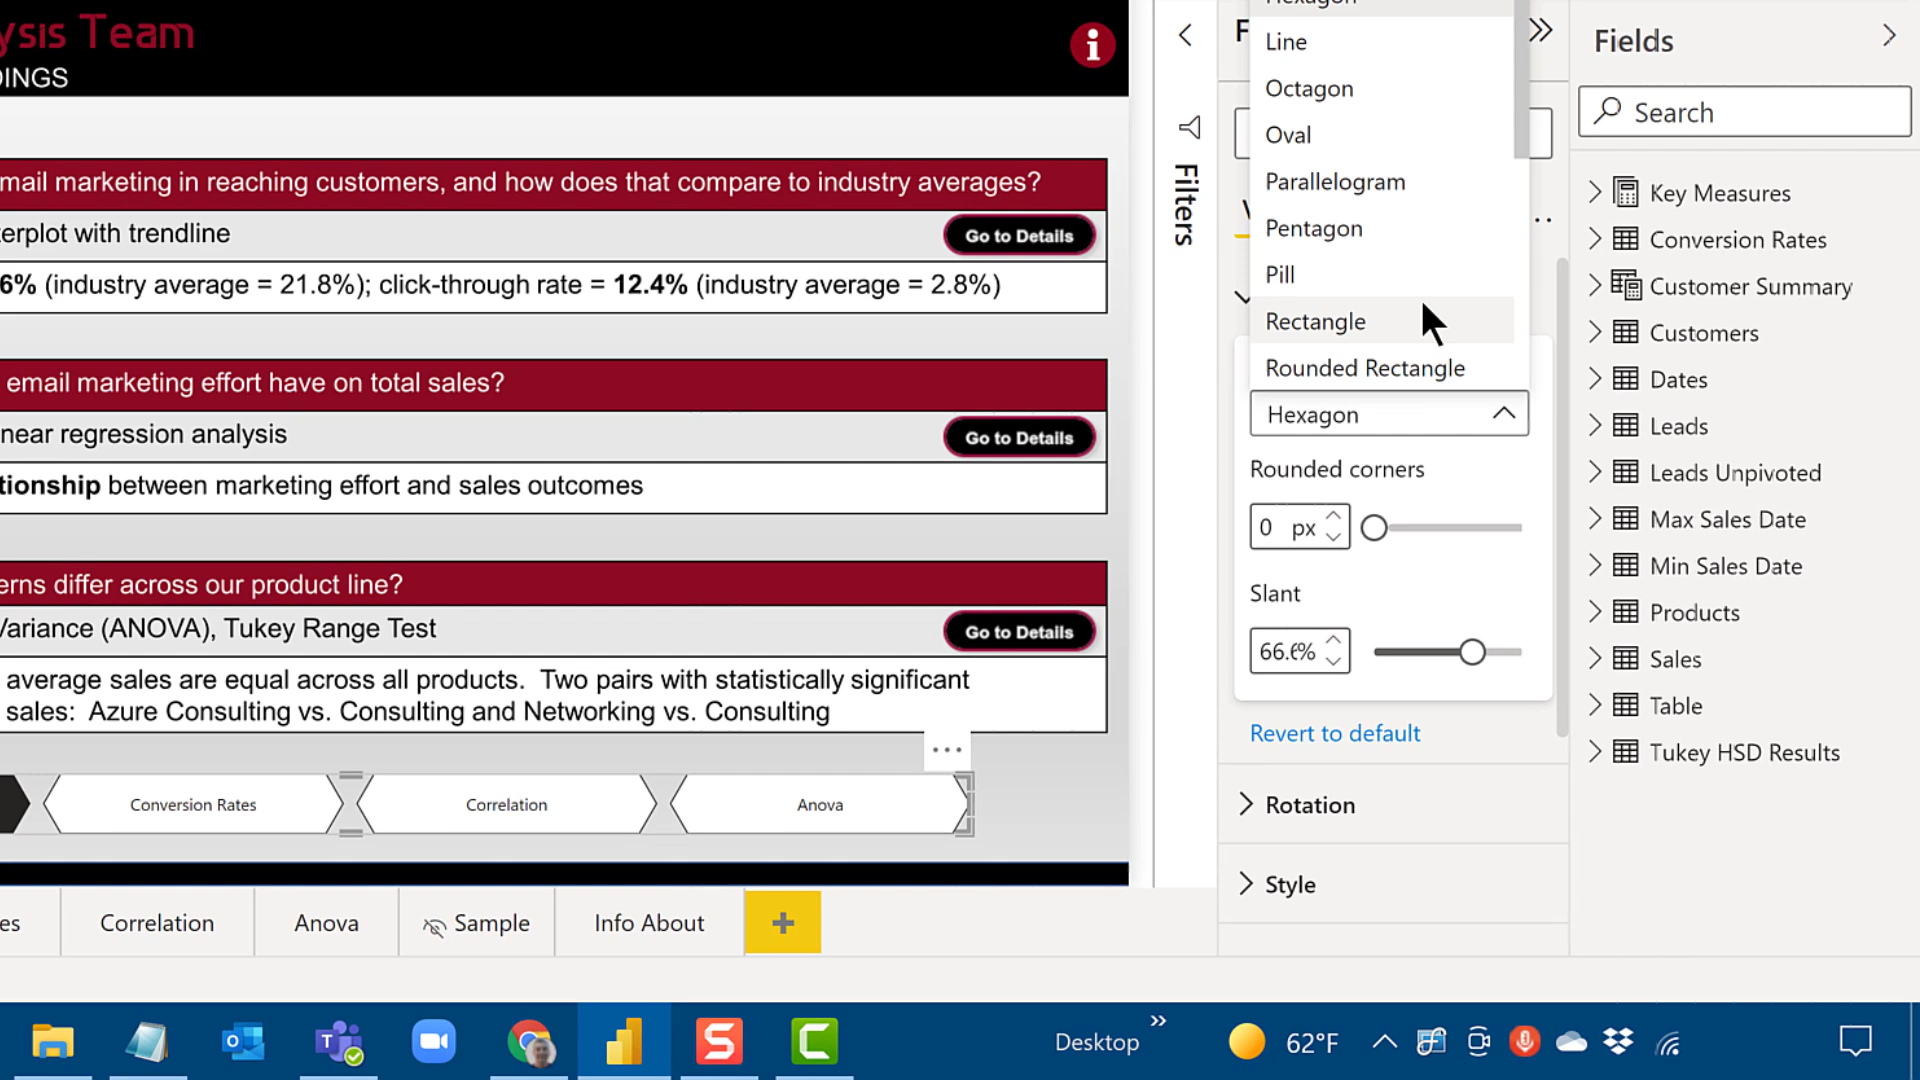 ysis Team
DINGS
mail marketing in reaching customers, and how does that compare to industry averages?
erplot with trendline
Go to Details
6% (industry average = 21.8%); click-through rate = 12.4% (industry average = 2.8%)
email marketing effort have on total sales?
near regression analysis
Go to Details
tionship between marketing effort and sales outcomes
erns differ across our product line?
Variance (ANOVA), Tukey Range Test
Go to Details
average sales are equal across all products. Two pairs with statistically significant
sales: Azure Consulting vs. Consulting and Networking vs. Consulting
Conversion Rates
Correlation
Anova
es
Correlation
Anova
Sample
Info About
Filters
Hexagon
Line
Octagon
Oval
Parallelogram
Pentagon
Pill
Rectangle
Rounded Rectangle
Hexagon
Rounded corners
0 px
Slant
66.6%
Revert to default
Rotation
Style
Fields
Search
Key Measures
Conversion Rates
Customer Summary
Customers
Dates
Leads
Leads Unpivoted
Max Sales Date
Min Sales Date
Products
Sales
Table
Tukey HSD Results
Desktop
62°F